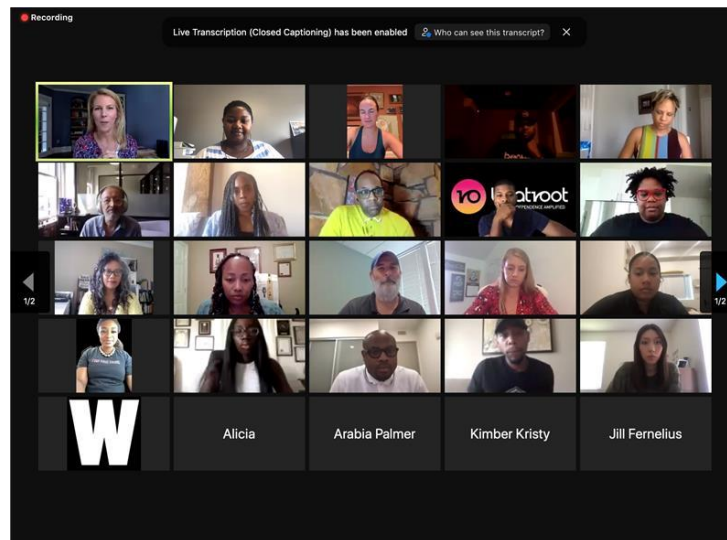 Recording
Live Transcription (Closed Captioning) has been enabled
Who can see this transcript?
1/2
1/2
W
Alicia
Arabia Palmer
Kimber Kristy
Jill Fernelius